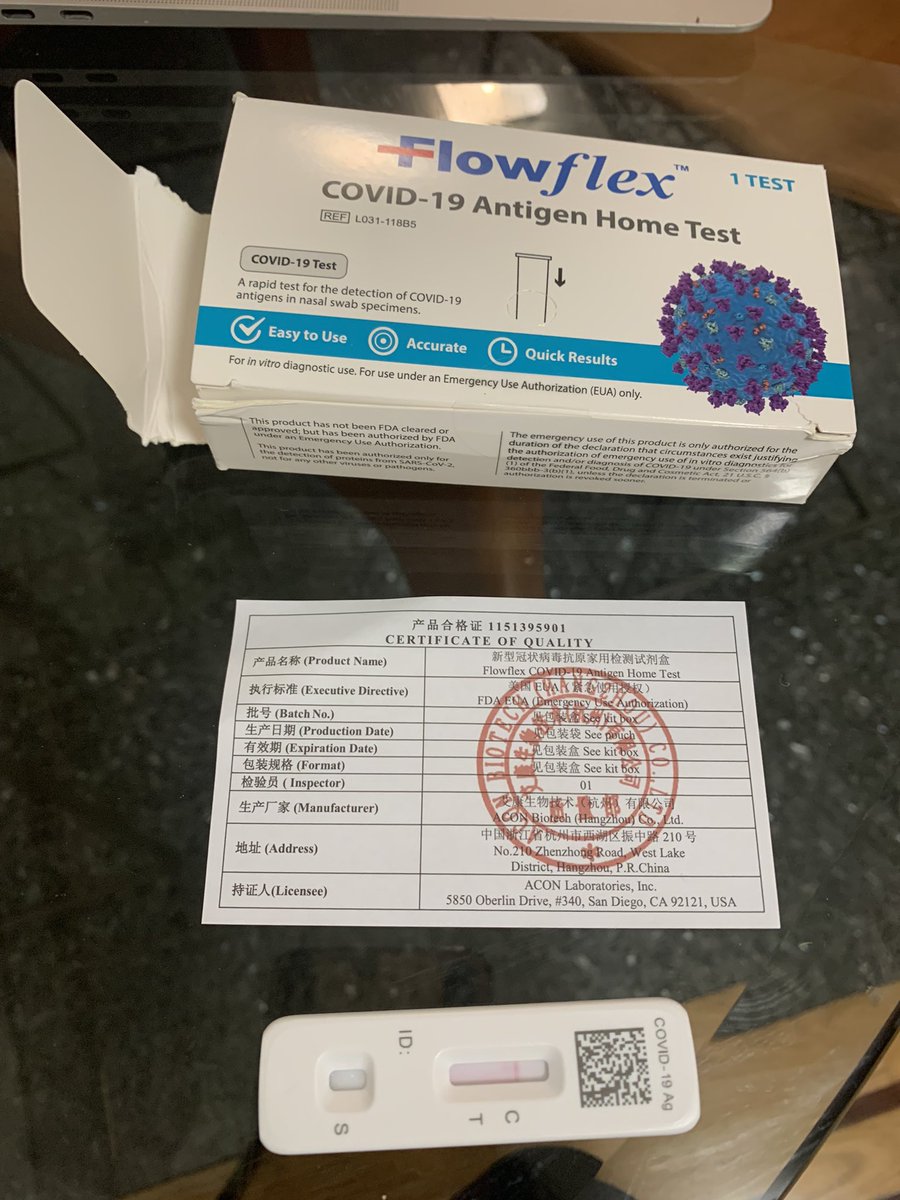 Flowflex™
1 TEST
COVID-19 Antigen Home Test
REF L031-118B5
COVID-19 Test
A rapid test for the detection of COVID-19
antigens in nasal swab specimens.
Easy to Use
Accurate
Quick Results
For in vitro diagnostic use. For use under an Emergency Use Authorization (EUA) only.
This product has not been FDA cleared or
approved; but has been authorized by FDA
under an Emergency Use Authorization.
This product has been authorized only for
the detection of proteins from SARS-CoV-2,
not for any other viruses or pathogens.
The emergency use of this product is only authorized for the
duration of the declaration that circumstances exist justifying
the authorization of emergency use of in vitro diagnostics for
detection and/or diagnosis of COVID-19 under Section 564(b)
(1) of the Federal Food, Drug and Cosmetic Act, 21 U.S.C. §
360bbb-3(b)(1), unless the declaration is terminated or
authorization is revoked sooner.
产品合格证 1151395901
CERTIFICATE OF QUALITY
产品名称 (Product Name)
新型冠状病毒抗原家用检测试剂盒
Flowflex COVID-19 Antigen Home Test
执行标准 (Executive Directive)
美国 EUA（紧急使用授权）
FDA EUA (Emergency Use Authorization)
批号 (Batch No.)
见包装盒 See kit box
生产日期 (Production Date)
见包装袋 See pouch
有效期 (Expiration Date)
见包装盒 See kit box
包装规格 (Format)
见包装盒 See kit box
检验员 ( Inspector)
01
生产厂家 (Manufacturer)
艾康生物技术（杭州）有限公司
ACON Biotech (Hangzhou) Co., Ltd.
地址 (Address)
中国浙江省杭州市西湖区振中路 210 号
No.210 Zhenzhong Road, West Lake
District, Hangzhou, P.R.China
持证人(Licensee)
ACON Laboratories, Inc.
5850 Oberlin Drive, #340, San Diego, CA 92121, USA
ACON BIOTECH (HANGZHOU) CO., LTD.
COVID-19 Ag
ID:
C
T
S